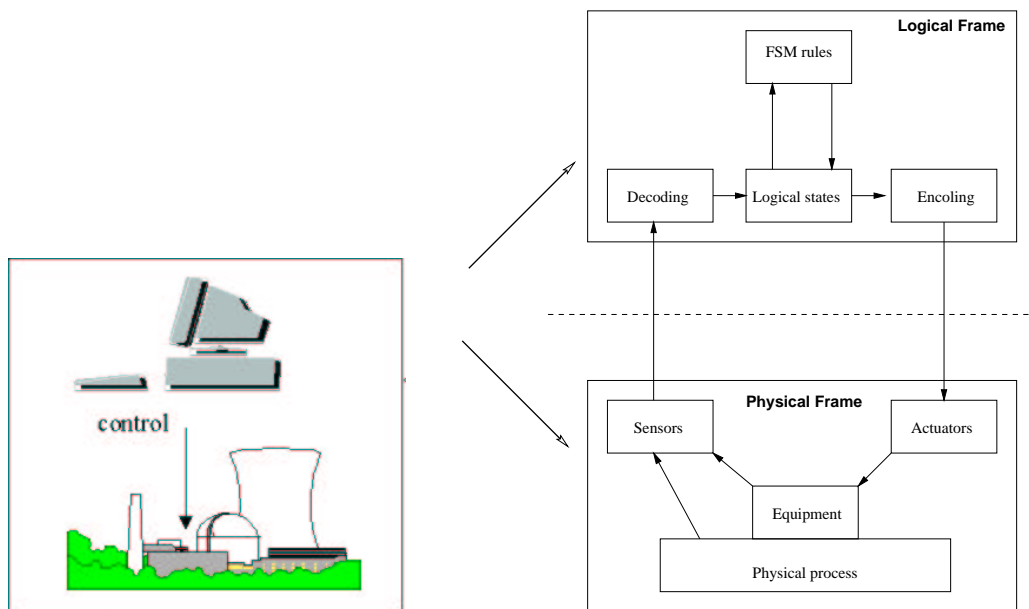 Logical Frame
FSM rules
Decoding
Logical states
Encoling
control
Physical Frame
Sensors
Actuators
Equipment
Physical process